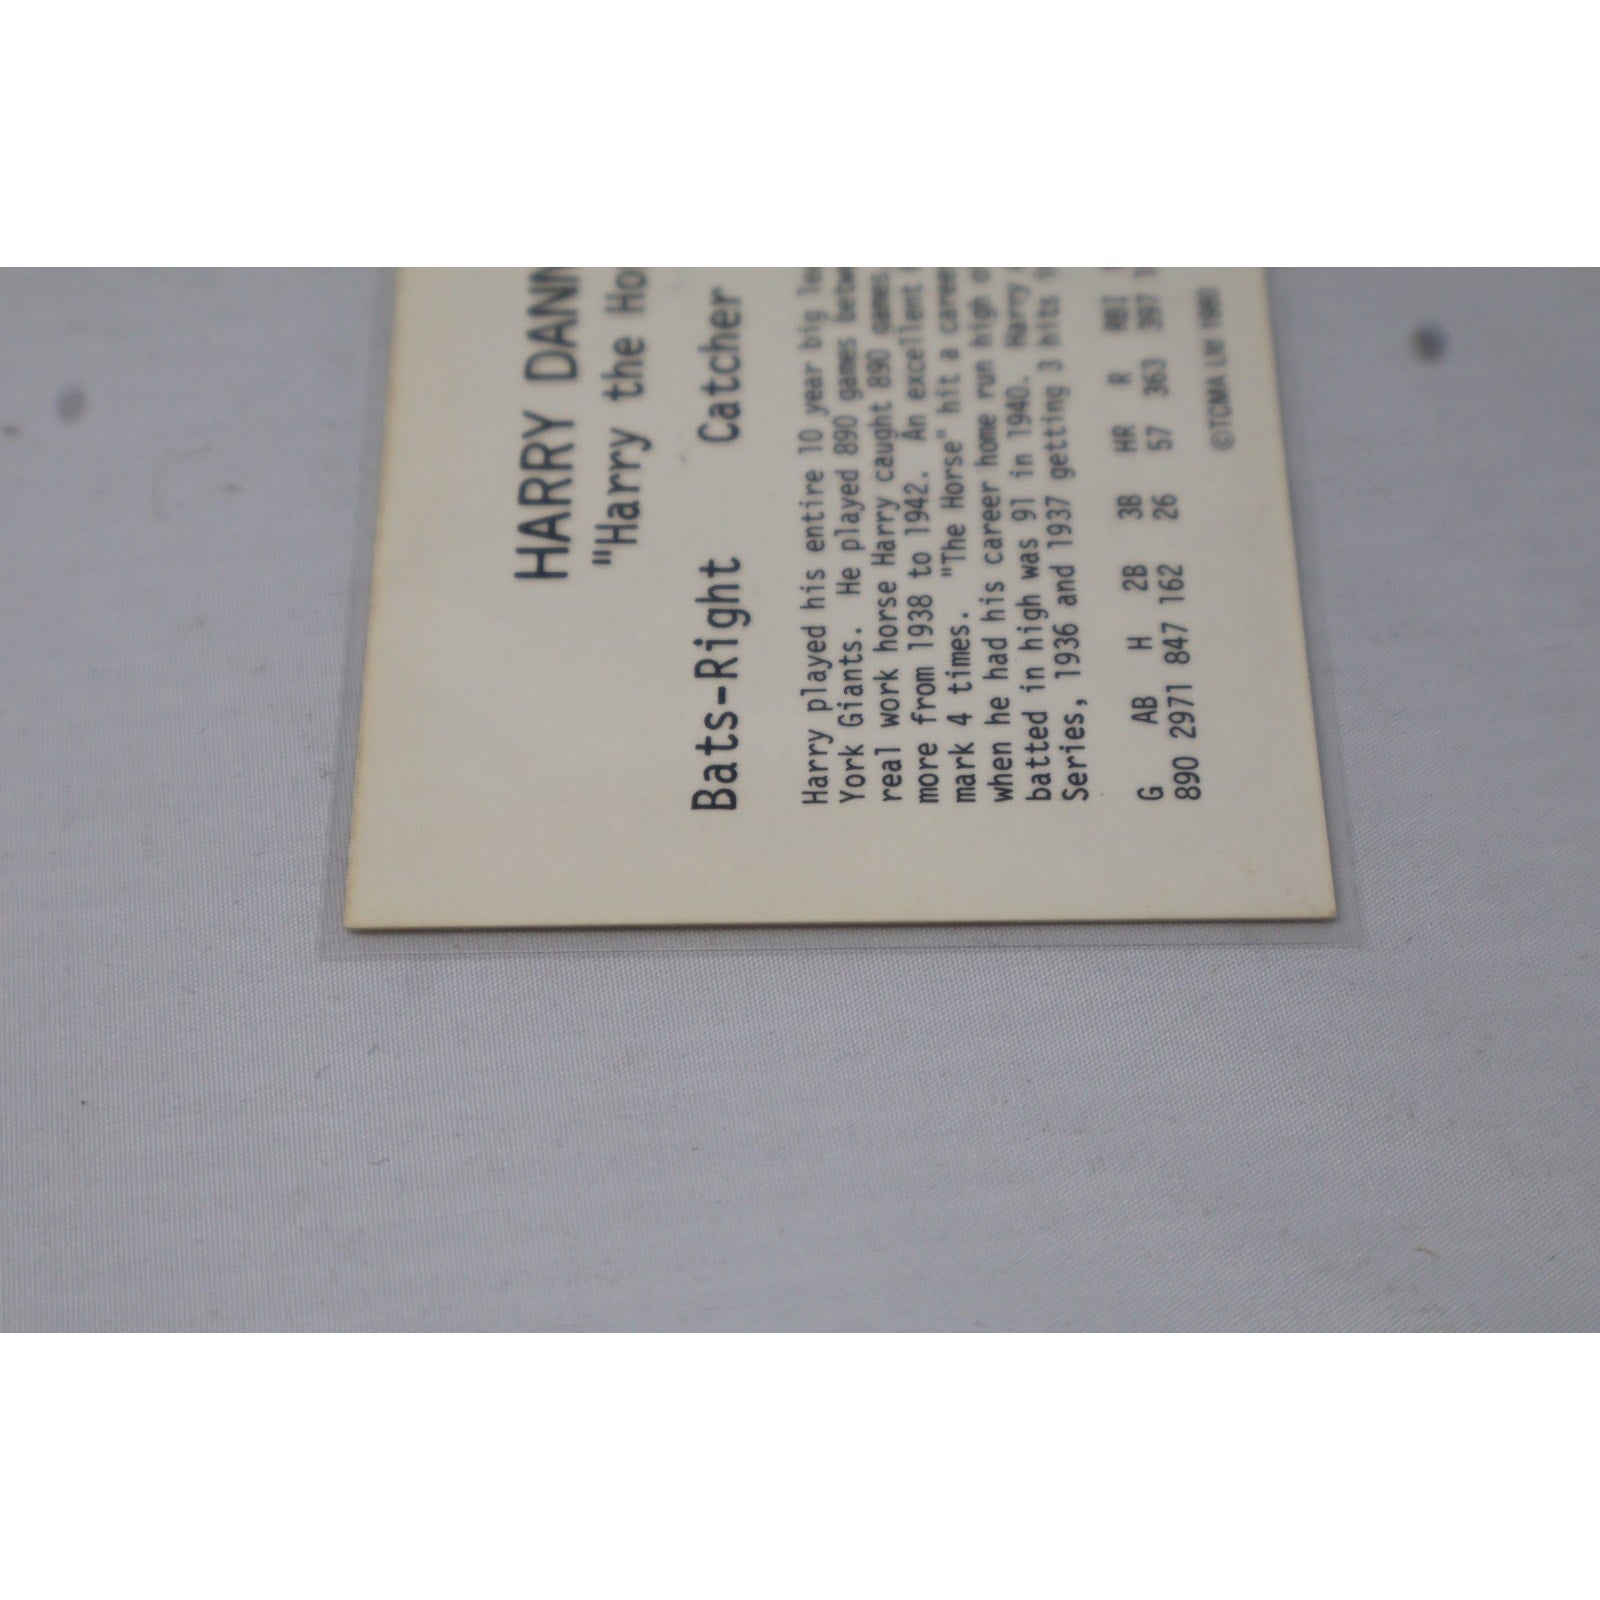 HARRY DANN
"Harry the Ho
Bats-Right Catcher
Harry played his entire 10 year big le
York Giants. He played 890 games betw
real work horse Harry caught 890 games
more from 1938 to 1942. An excellent
mark 4 times. "The Horse" hit a caree
when he had his career home run high o
batted in high was 91 in 1940. Harry
Series, 1936 and 1937 getting 3 hits
G AB H 2B 3B HR R RBI
890 2971 847 162 26 57 363 397
©TCMA Ltd 1980